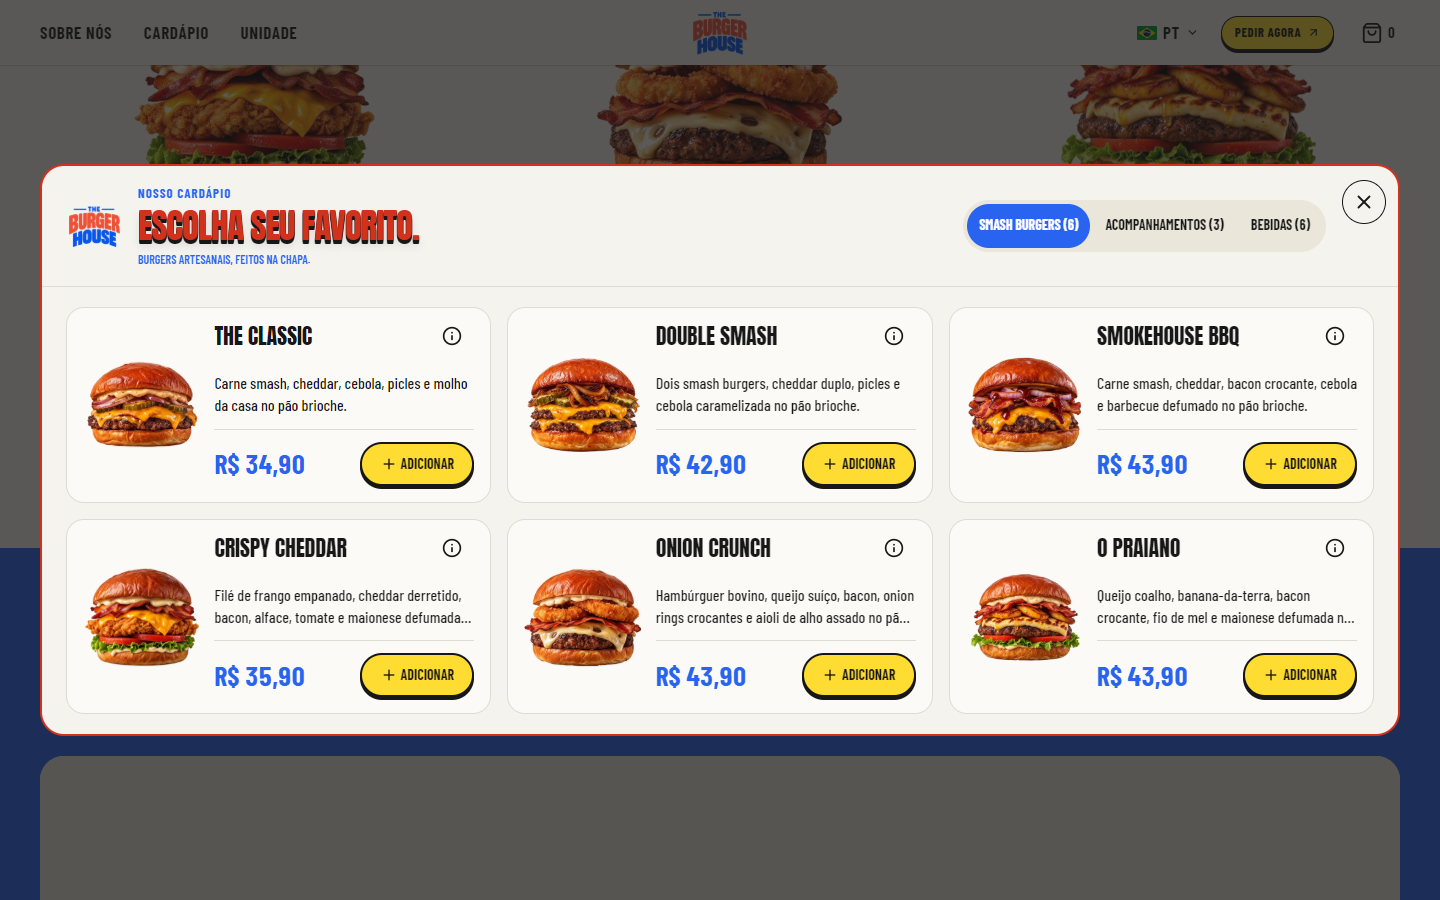 SOBRE NÓS
CARDÁPIO
UNIDADE
THE
BURGER
HOUSE
PT
PEDIR AGORA
0
THE
BURGER
HOUSE
NOSSO CARDÁPIO
ESCOLHA SEU FAVORITO.
BURGERS ARTESANAIS, FEITOS NA CHAPA.
SMASH BURGERS (6)
ACOMPANHAMENTOS (3)
BEBIDAS (6)
THE CLASSIC
Carne smash, cheddar, cebola, picles e molho
da casa no pão brioche.
R$ 34,90
+ ADICIONAR
DOUBLE SMASH
Dois smash burgers, cheddar duplo, picles e
cebola caramelizada no pão brioche.
R$ 42,90
+ ADICIONAR
SMOKEHOUSE BBQ
Carne smash, cheddar, bacon crocante, cebola
e barbecue defumado no pão brioche.
R$ 43,90
+ ADICIONAR
CRISPY CHEDDAR
Filé de frango empanado, cheddar derretido,
bacon, alface, tomate e maionese defumada...
R$ 35,90
+ ADICIONAR
ONION CRUNCH
Hambúrguer bovino, queijo suíço, bacon, onion
rings crocantes e aioli de alho assado no pã...
R$ 43,90
+ ADICIONAR
O PRAIANO
Queijo coalho, banana-da-terra, bacon
crocante, fio de mel e maionese defumada n...
R$ 43,90
+ ADICIONAR